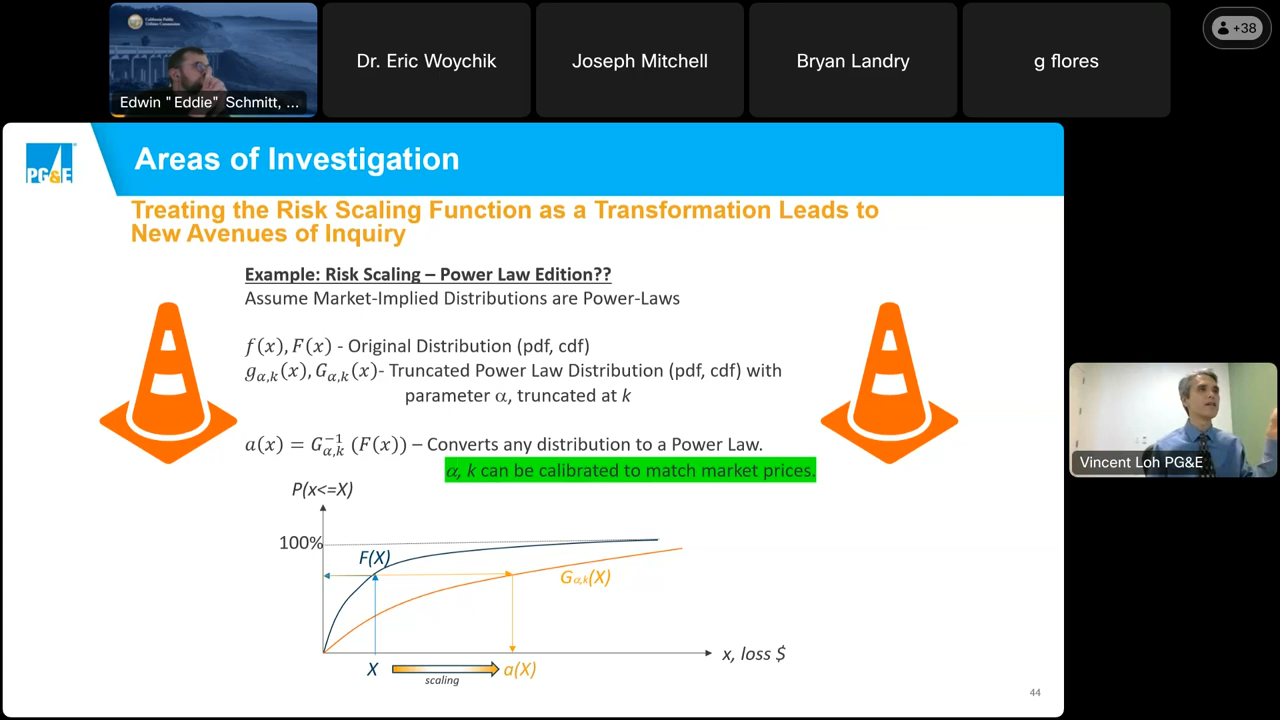 California Public
Utilities Commission
Edwin "Eddie" Schmitt, ...
Dr. Eric Woychik
Joseph Mitchell
Bryan Landry
g flores
+38
PG&E
Areas of Investigation
Treating the Risk Scaling Function as a Transformation Leads to
New Avenues of Inquiry
Example: Risk Scaling – Power Law Edition??
Assume Market-Implied Distributions are Power-Laws
f(x), F(x) - Original Distribution (pdf, cdf)
gα,k(x), Gα,k(x)- Truncated Power Law Distribution (pdf, cdf) with
parameter α, truncated at k
a(x) = G⁻¹α,k (F(x)) – Converts any distribution to a Power Law.
α, k can be calibrated to match market prices.
P(x<=X)
100%
F(X)
Gα,k(X)
X
scaling
a(X)
x, loss $
44
Vincent Loh PG&E